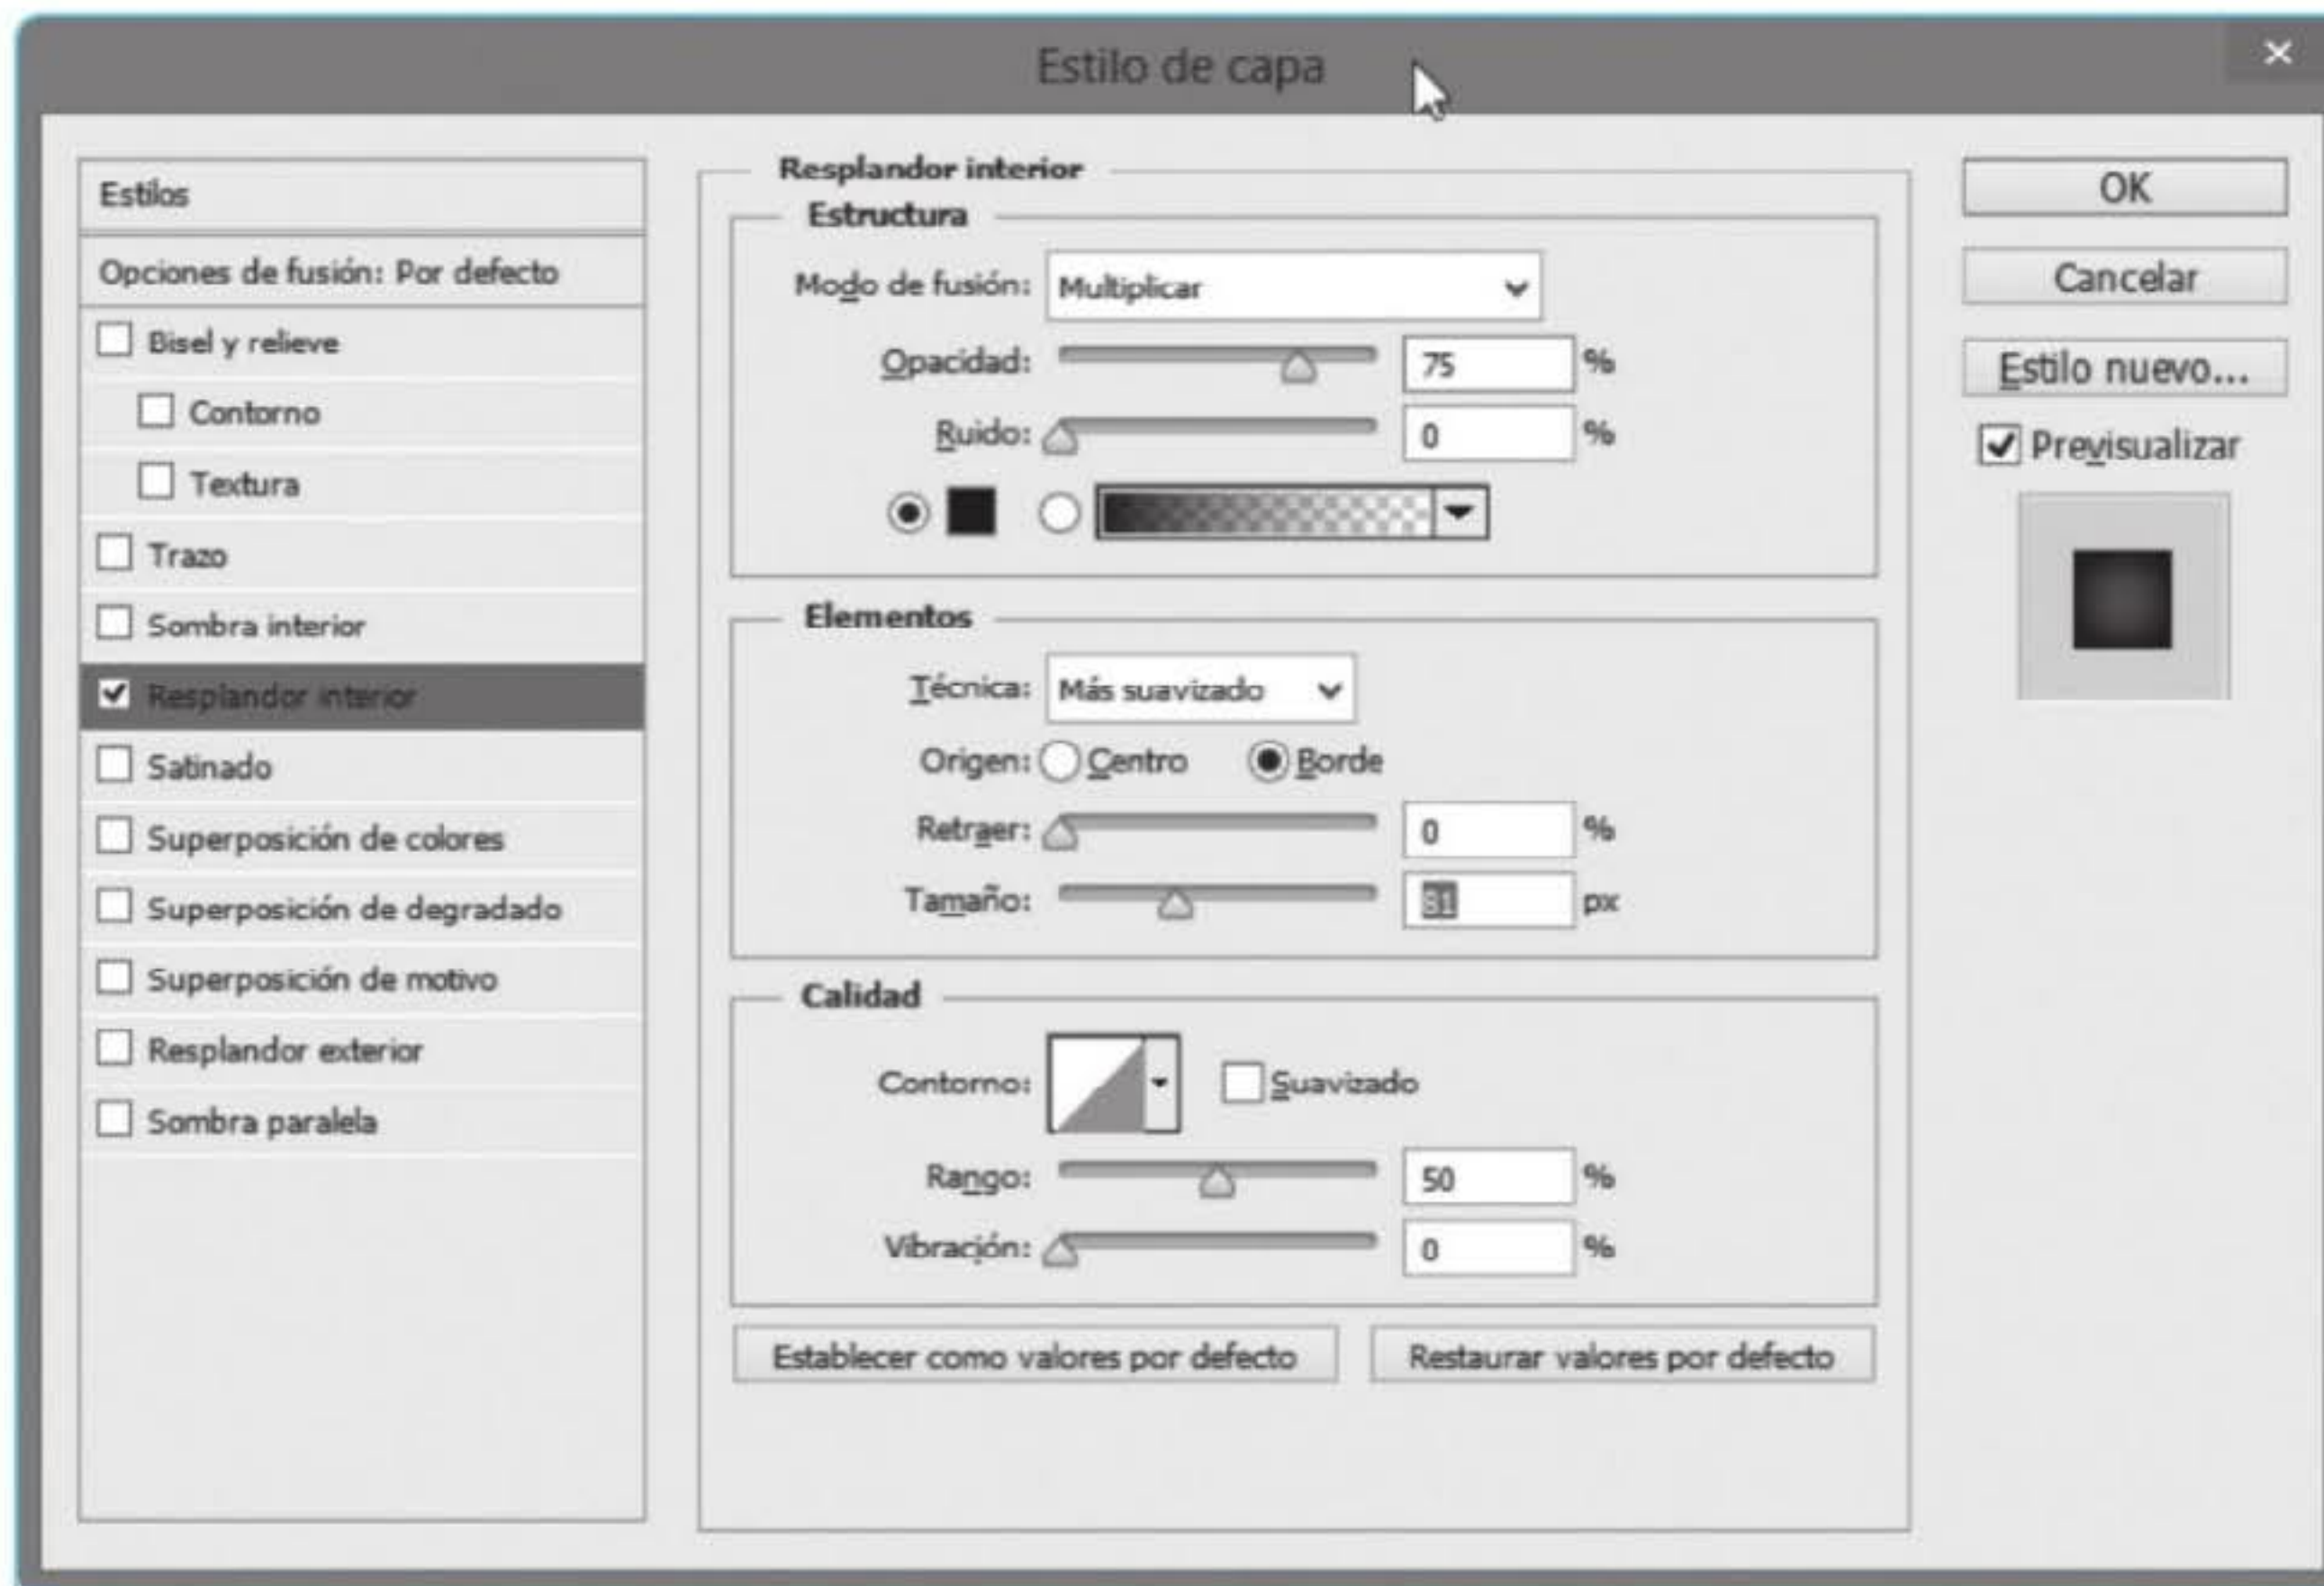 Estilo de capa
Estilos
Opciones de fusión: Por defecto
Bisel y relieve
Contorno
Textura
Trazo
Sombra interior
Resplandor interior
Satinado
Superposición de colores
Superposición de degradado
Superposición de motivo
Resplandor exterior
Sombra paralela
Resplandor interior
Estructura
Modo de fusión: Multiplicar
Opacidad: 75 %
Ruido: 0 %
Elementos
Técnica: Más suavizado
Origen: Centro Borde
Retraer: 0 %
Tamaño: px
Calidad
Contorno: Suavizado
Rango: 50 %
Vibración: 0 %
Establecer como valores por defecto Restaurar valores por defecto
OK
Cancelar
Estilo nuevo...
Previsualizar